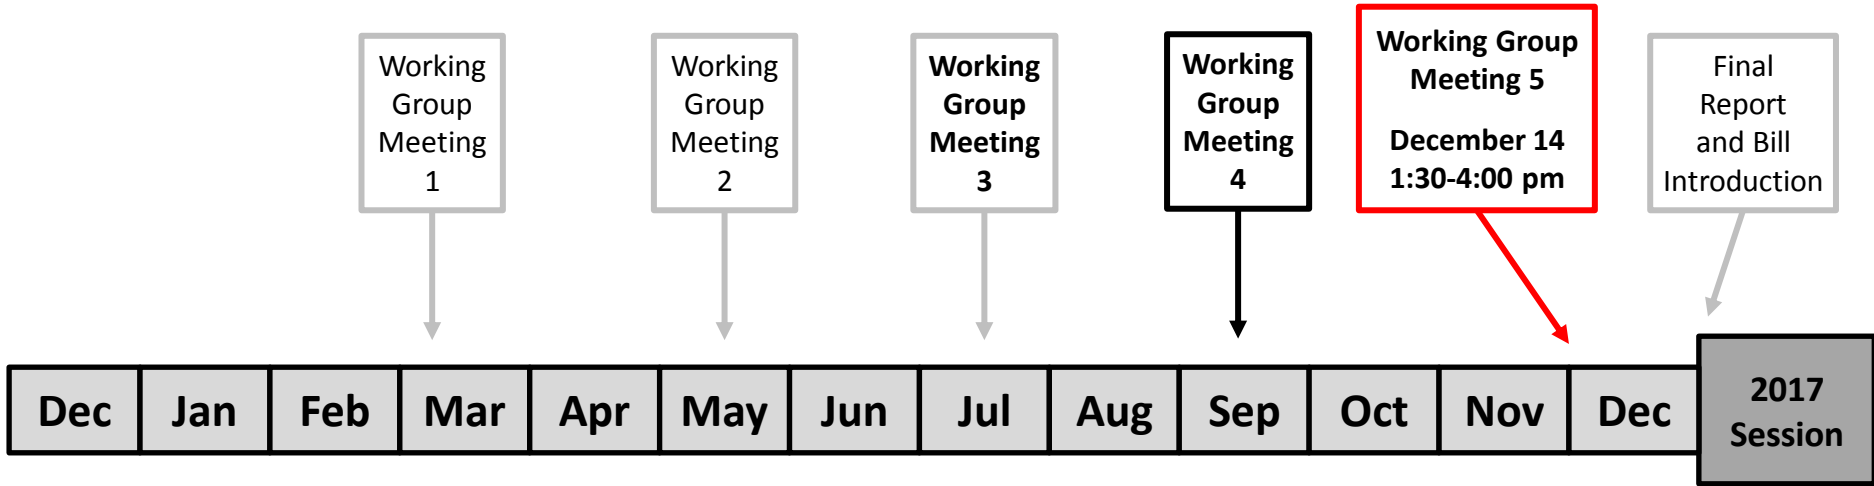 Working
Group
Meeting
1
Working
Group
Meeting
2
Working
Group
Meeting
3
Working
Group
Meeting
4
Working Group
Meeting 5
December 14
1:30-4:00 pm
Final
Report
and Bill
Introduction
Dec Jan Feb Mar Apr May Jun Jul Aug Sep Oct Nov Dec
2017
Session